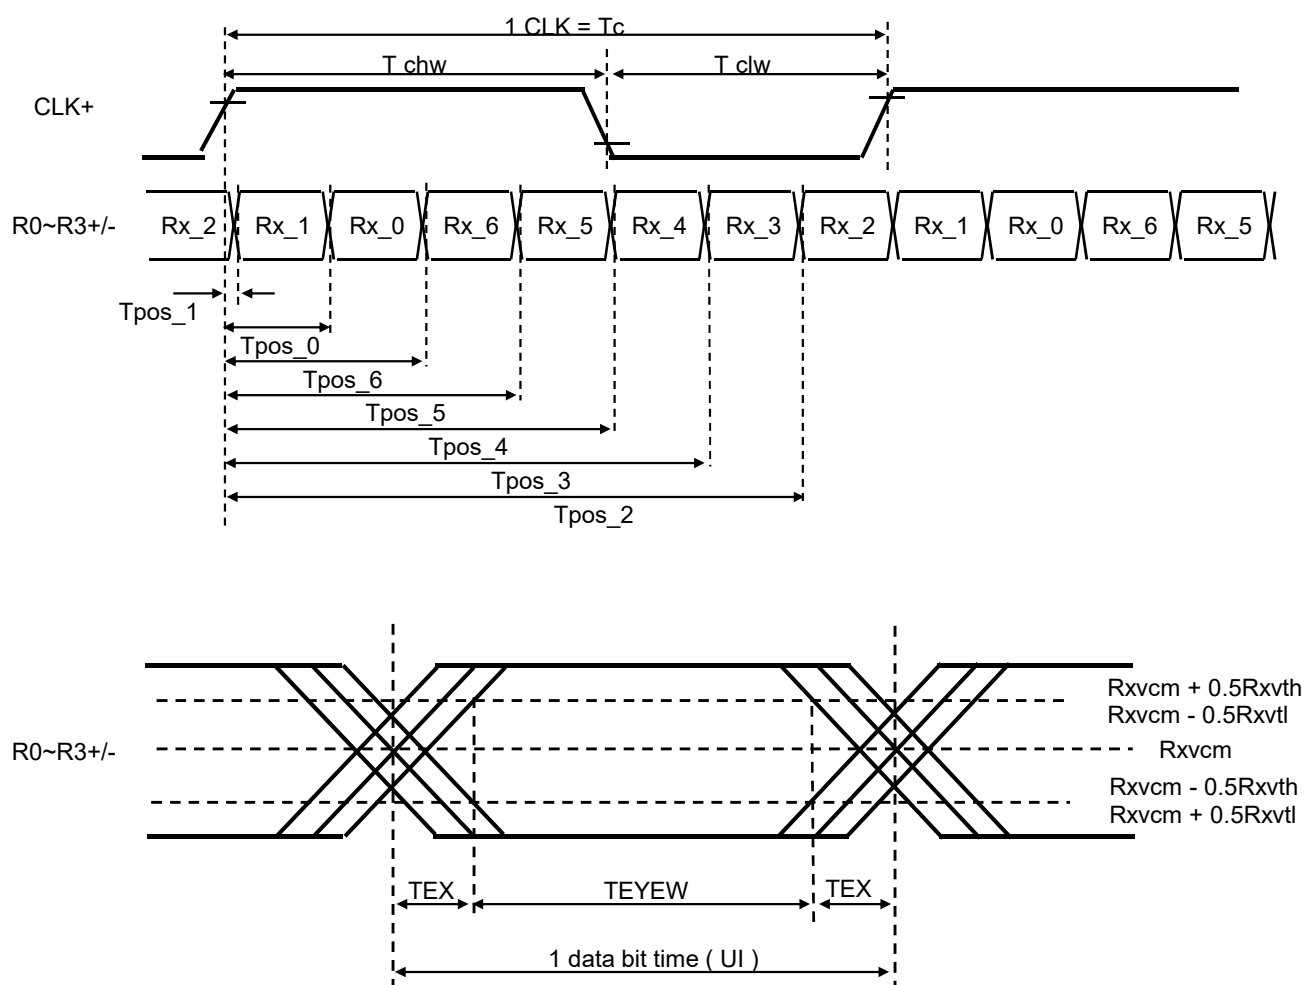 1 CLK = Tc
T chw
T clw
CLK+
R0~R3+/-
Rx_2
Rx_1
Rx_0
Rx_6
Rx_5
Rx_4
Rx_3
Rx_2
Rx_1
Rx_0
Rx_6
Rx_5
Tpos_1
Tpos_0
Tpos_6
Tpos_5
Tpos_4
Tpos_3
Tpos_2
Rxvcm + 0.5Rxvth
Rxvcm - 0.5Rxvtl
R0~R3+/-
Rxvcm
Rxvcm - 0.5Rxvth
Rxvcm + 0.5Rxvtl
TEX
TEYEW
TEX
1 data bit time ( UI )